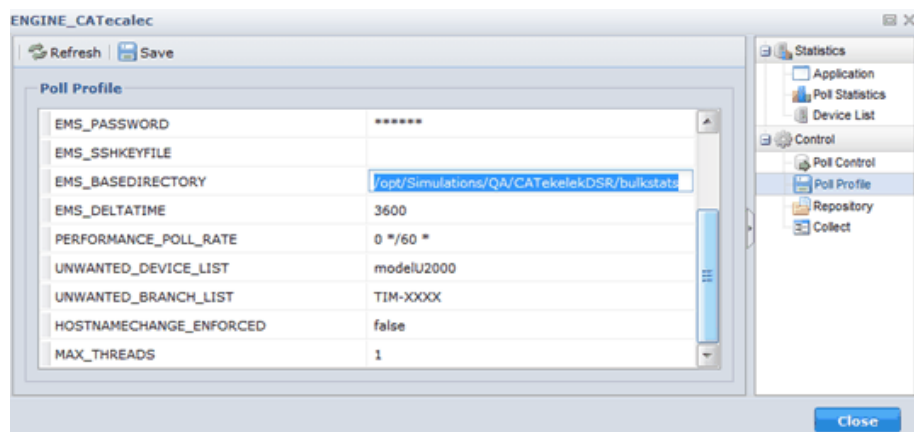 ENGINE_CATecalec
Refresh Save
Poll Profile
EMS_PASSWORD ******
EMS_SSHKEYFILE
EMS_BASEDIRECTORY /opt/Simulations/QA/CATekelekDSR/bulkstats
EMS_DELTATIME 3600
PERFORMANCE_POLL_RATE 0 */60 *
UNWANTED_DEVICE_LIST modelU2000
UNWANTED_BRANCH_LIST TIM-XXXX
HOSTNAMECHANGE_ENFORCED false
MAX_THREADS 1
Statistics
Application
Poll Statistics
Device List
Control
Poll Control
Poll Profile
Repository
Collect
Close